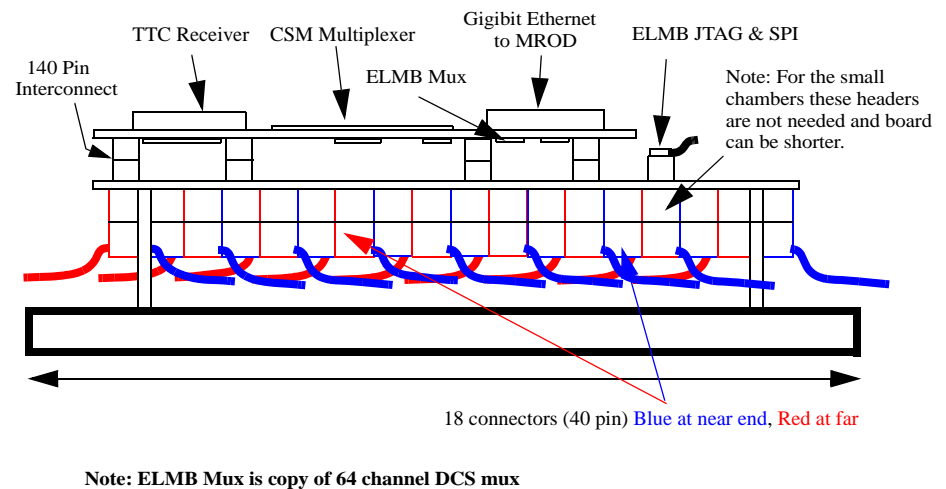 Gigibit Ethernet
to MROD
TTC Receiver
CSM Multiplexer
ELMB JTAG & SPI
140 Pin
Interconnect
ELMB Mux
Note: For the small
chambers these headers
are not needed and board
can be shorter.
18 connectors (40 pin) Blue at near end, Red at far
Note: ELMB Mux is copy of 64 channel DCS mux